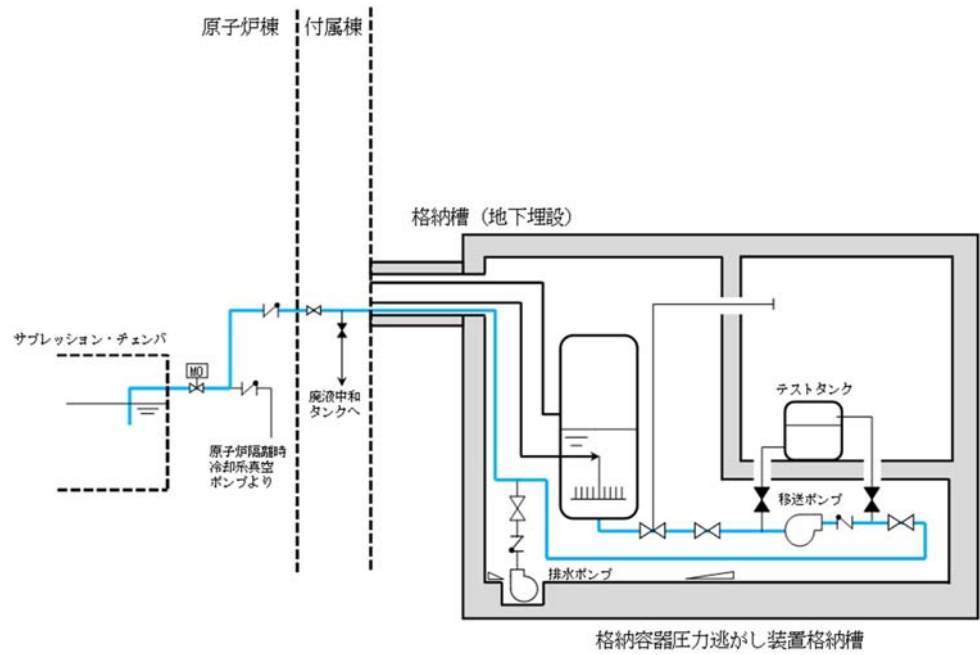 原子炉棟
付属棟
格納槽（地下埋設）
サプレッション・チェンバ
MO
廃液中和
タンクへ
原子炉隔離時
冷却系真空
ポンプより
テストタンク
移送ポンプ
排水ポンプ
格納容器圧力逃がし装置格納槽